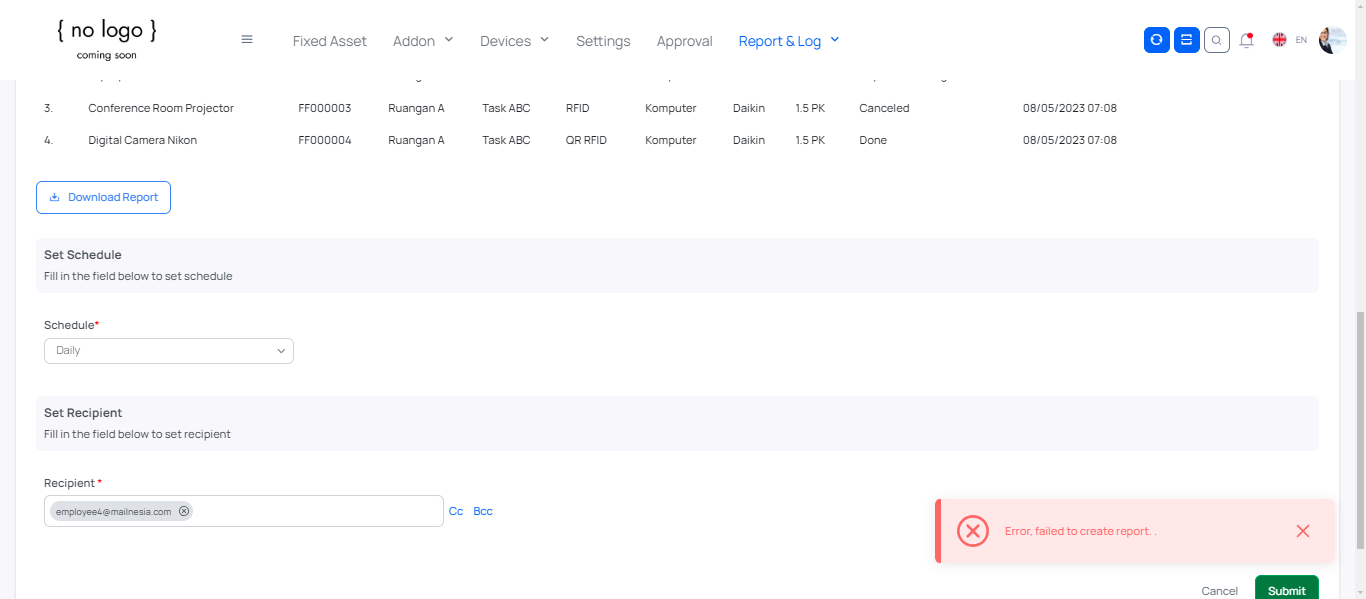 { no logo }
coming soon
Fixed Asset Addon Devices Settings Approval Report & Log EN
3. Conference Room Projector FF000003 Ruangan A Task ABC RFID Komputer Daikin 1.5 PK Canceled 08/05/2023 07:08
4. Digital Camera Nikon FF000004 Ruangan A Task ABC QR RFID Komputer Daikin 1.5 PK Done 08/05/2023 07:08
Download Report
Set Schedule
Fill in the field below to set schedule
Schedule*
Daily
Set Recipient
Fill in the field below to set recipient
Recipient *
employee4@mailnesia.com Cc Bcc
Error, failed to create report. .
Cancel Submit